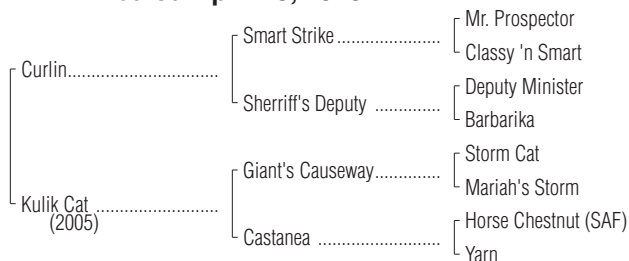 Smart Strike
Mr. Prospector
Classy 'n Smart
Curlin
Sherriff's Deputy
Deputy Minister
Barbarika
Giant's Causeway
Storm Cat
Mariah's Storm
Kulik Cat
(2005)
Castanea
Horse Chestnut (SAF)
Yarn